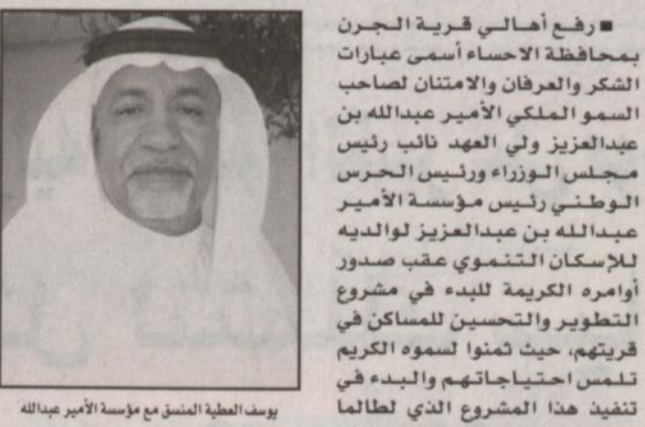 ■ رفع أهالي قرية الجرن
بمحافظة الاحساء أسمى عبارات
الشكر والعرفان والامتنان لصاحب
السمو الملكي الأمير عبدالله بن
عبدالعزيز ولي العهد نائب رئيس
مجلس الوزراء ورئيس الحرس
الوطني رئيس مؤسسة الأمير
عبدالله بن عبدالعزيز لوالديه
للإسكان التنموي عقب صدور
أوامره الكريمة للبدء في مشروع
التطوير والتحسين للمساكن في
قريتهم، حيث ثمنوا لسموه الكريم
تلمس احتياجاتهم والبدء في
تنفيذ هذا المشروع الذي لطالما
يوسف العطية المنسق مع مؤسسة الأمير عبدالله